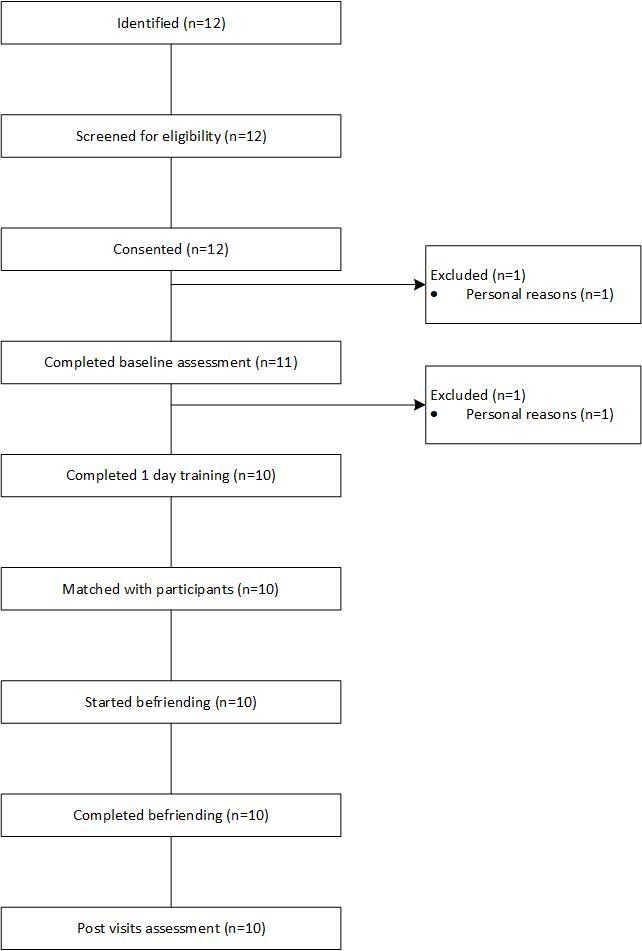 Identified (n=12)
Screened for eligibility (n=12)
Consented (n=12)
Excluded (n=1)
• Personal reasons (n=1)
Completed baseline assessment (n=11)
Excluded (n=1)
• Personal reasons (n=1)
Completed 1 day training (n=10)
Matched with participants (n=10)
Started befriending (n=10)
Completed befriending (n=10)
Post visits assessment (n=10)